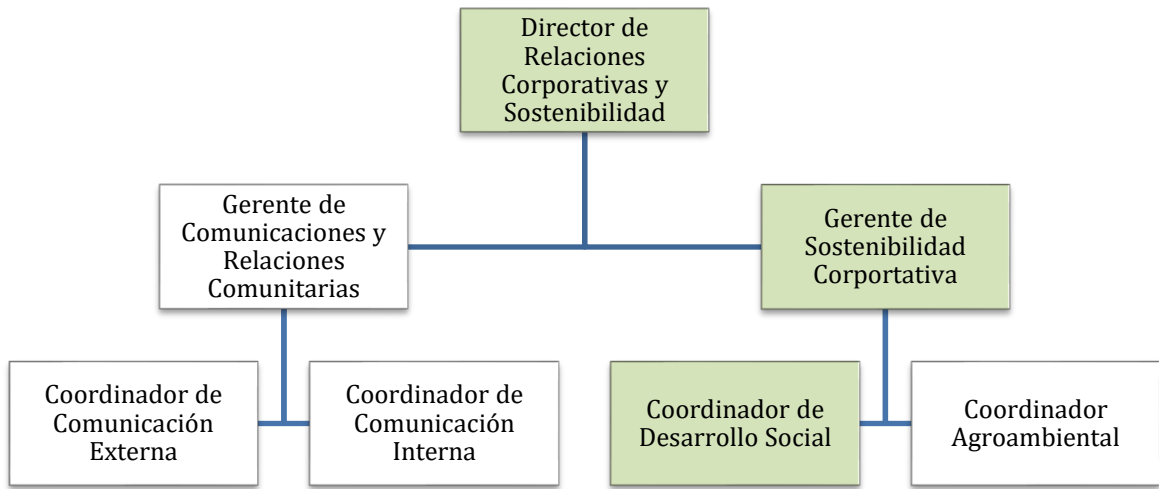 Director de
Relaciones
Corporativas y
Sostenibilidad
Gerente de
Comunicaciones y
Relaciones
Comunitarias
Gerente de
Sostenibilidad
Corportativa
Coordinador de
Comunicación
Externa
Coordinador de
Comunicación
Interna
Coordinador de
Desarrollo Social
Coordinador
Agroambiental